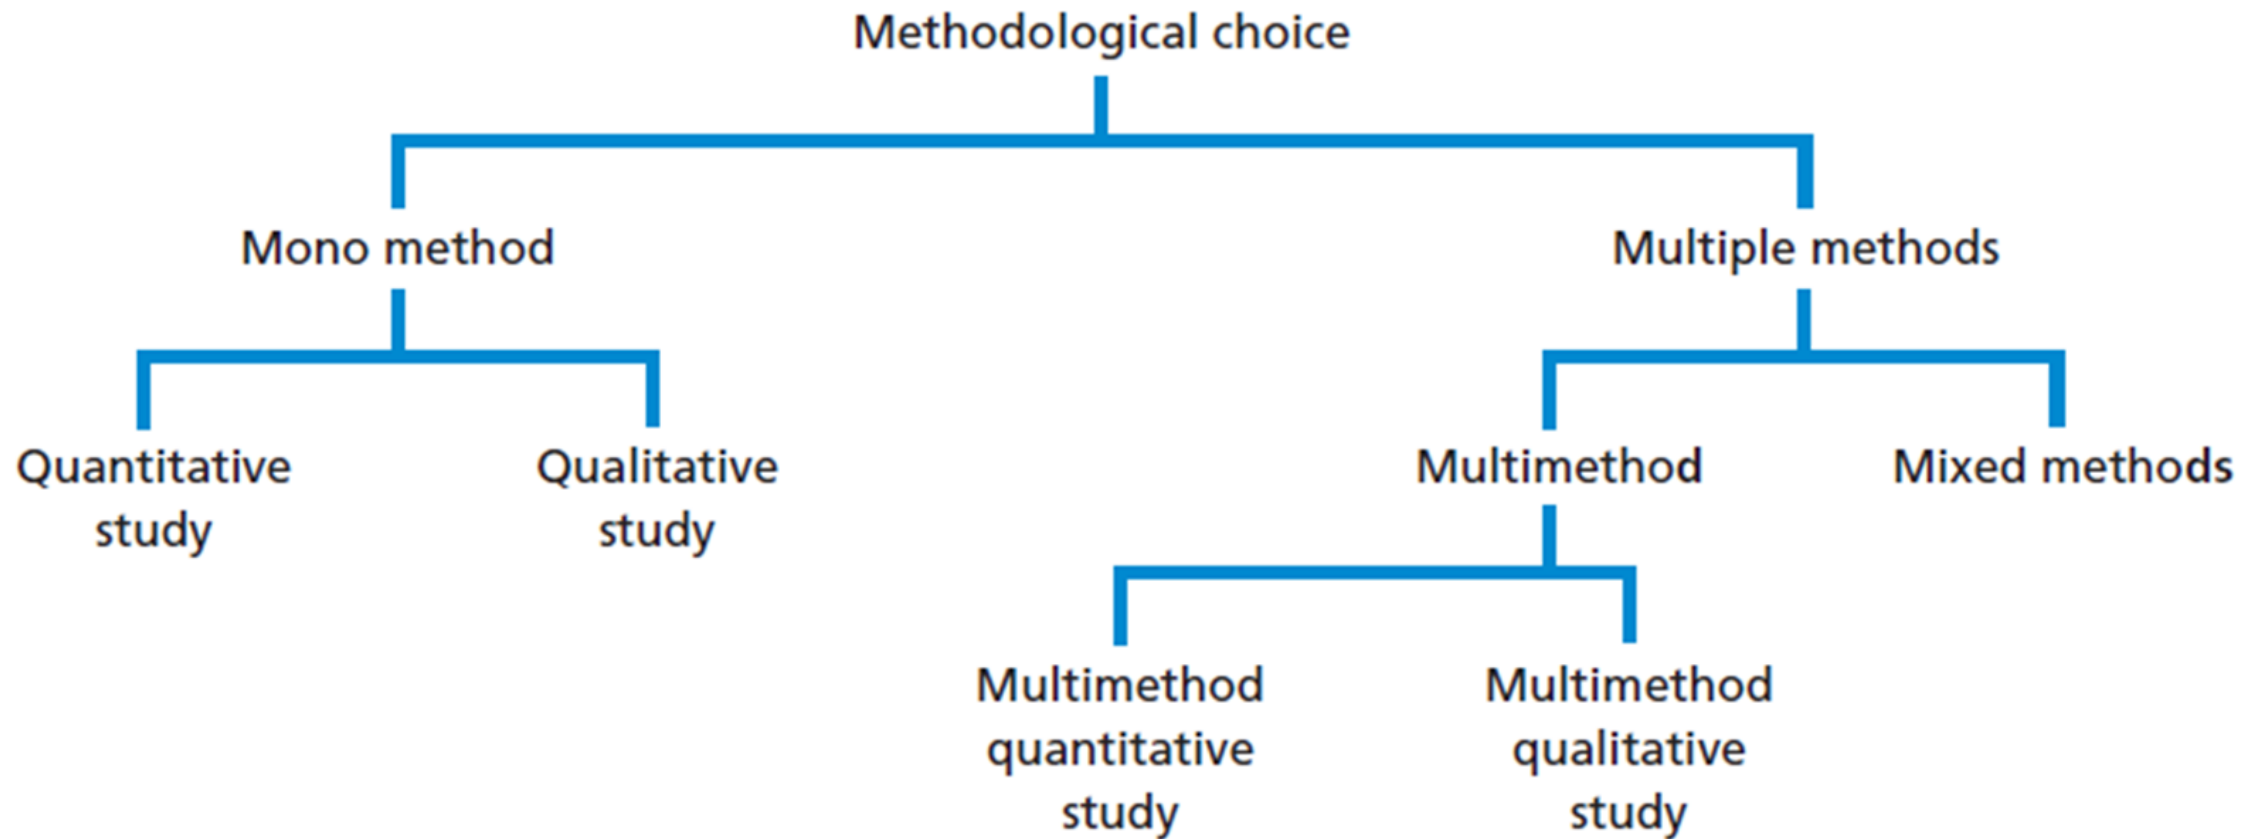 Methodological choice
Mono method
Multiple methods
Quantitative
study
Qualitative
study
Multimethod
Mixed methods
Multimethod
quantitative
study
Multimethod
qualitative
study